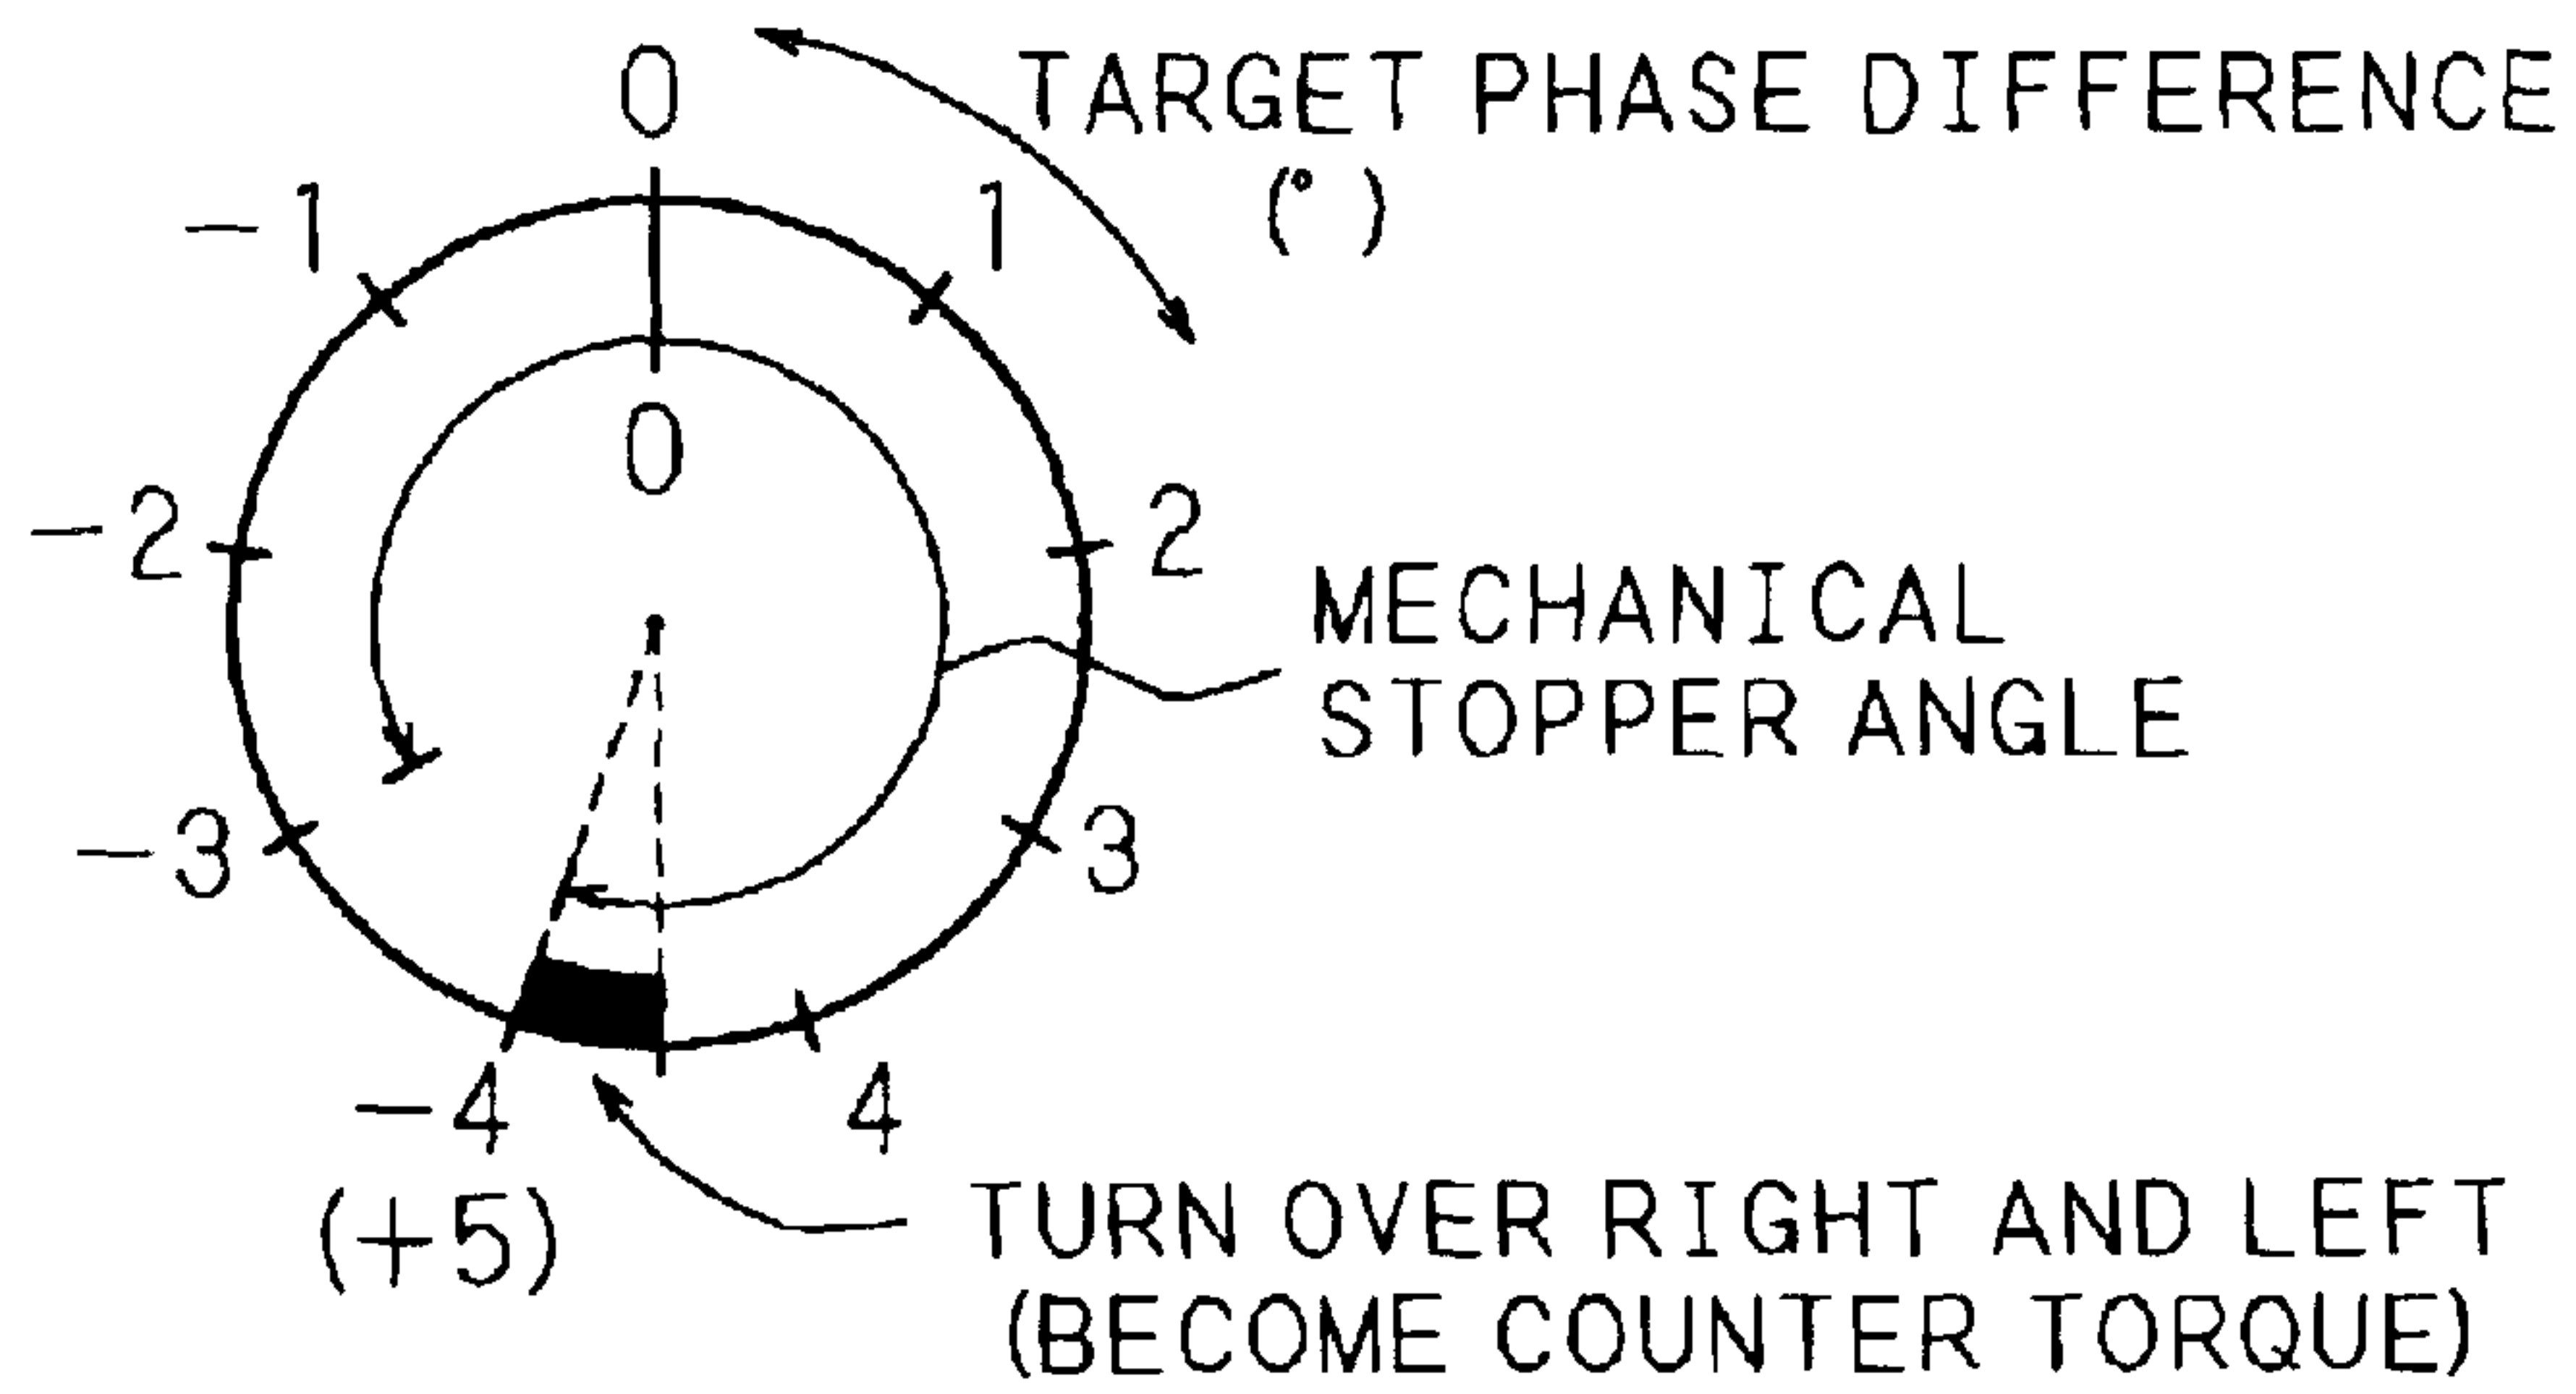 0
TARGET PHASE DIFFERENCE
(°)
-1
1
0
-2
2
MECHANICAL
STOPPER ANGLE
-3
3
-4
4
(+5)
TURN OVER RIGHT AND LEFT
(BECOME COUNTER TORQUE)